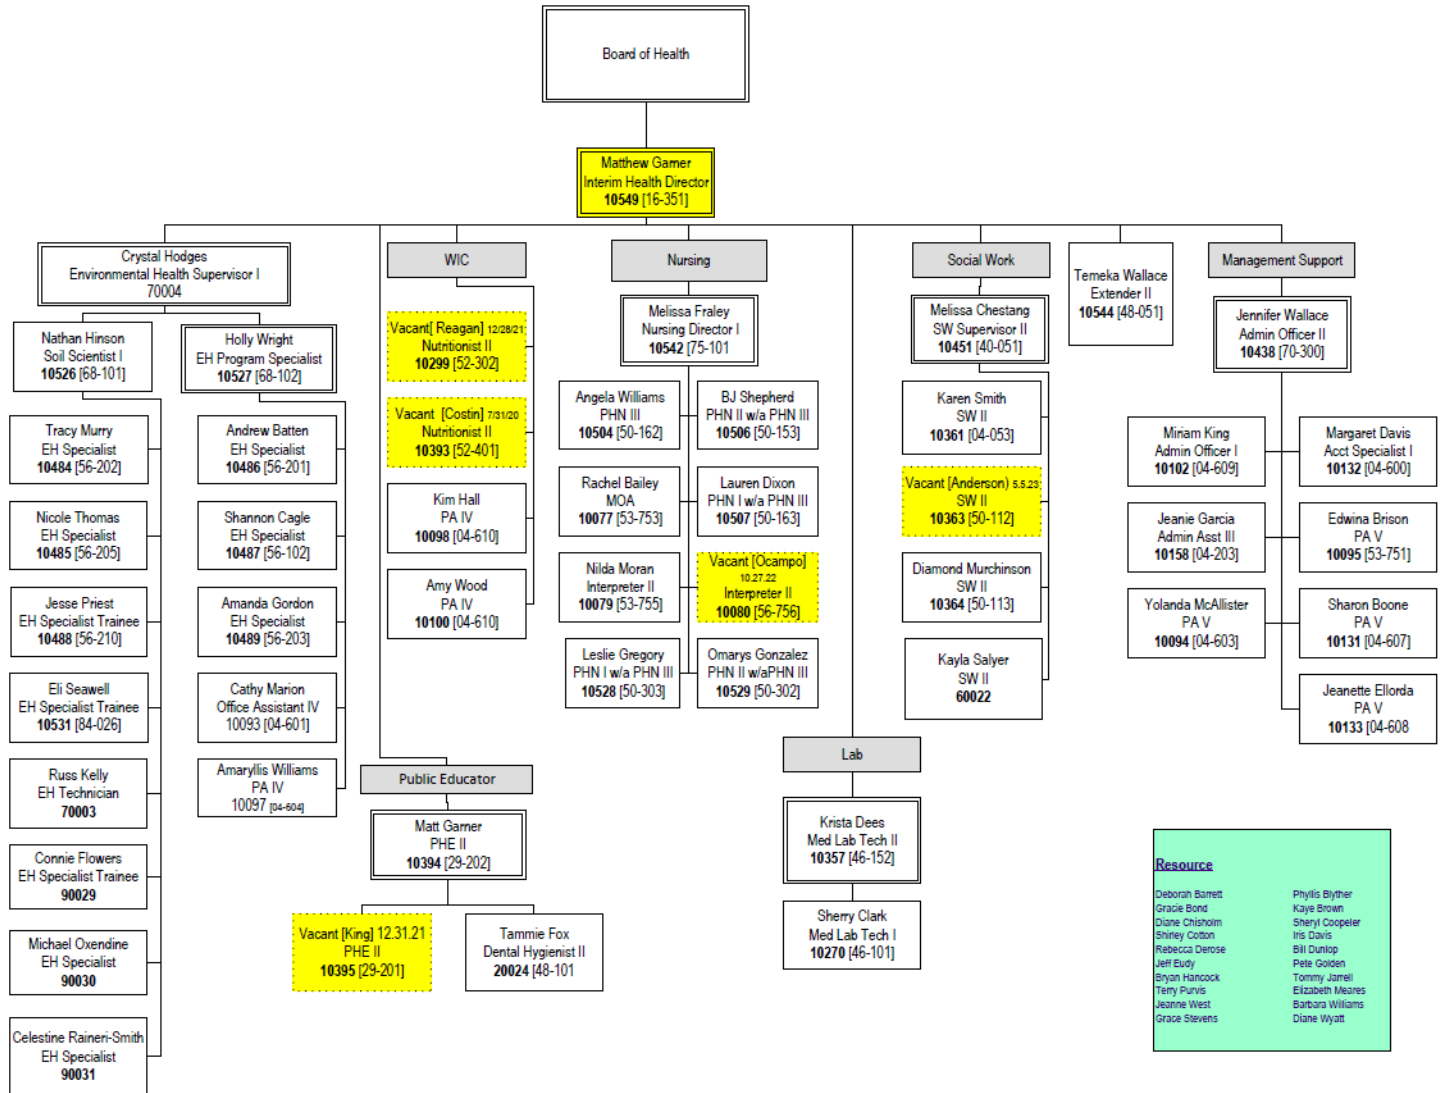 Board of Health
Matthew Garner
Interim Health Director
10549 [16-351]
Crystal Hodges
Environmental Health Supervisor I
70004
WIC
Nursing
Social Work
Temeka Wallace
Extender II
10544 [48-051]
Management Support
Nathan Hinson
Soil Scientist I
10526 [68-101]
Holly Wright
EH Program Specialist
10527 [68-102]
Vacant[ Reagan] 12/28/21
Nutritionist II
10299 [52-302]
Melissa Fraley
Nursing Director I
10542 [75-101
Melissa Chestang
SW Supervisor II
10451 [40-051]
Jennifer Wallace
Admin Officer II
10438 [70-300]
Tracy Murry
EH Specialist
10484 [56-202]
Andrew Batten
EH Specialist
10486 [56-201]
Vacant [Costin] 7/31/20
Nutritionist II
10393 [52-401]
Angela Williams
PHN III
10504 [50-162]
BJ Shepherd
PHN II w/a PHN III
10506 [50-153]
Karen Smith
SW II
10361 [04-053]
Miriam King
Admin Officer I
10102 [04-609]
Margaret Davis
Acct Specialist I
10132 [04-600]
Nicole Thomas
EH Specialist
10485 [56-205]
Shannon Cagle
EH Specialist
10487 [56-102]
Kim Hall
PA IV
10098 [04-610]
Rachel Bailey
MOA
10077 [53-753]
Lauren Dixon
PHN I w/a PHN III
10507 [50-163]
Vacant [Anderson) 5.5.23
SW II
10363 [50-112]
Jeanie Garcia
Admin Asst III
10158 [04-203]
Edwina Brison
PA V
10095 [53-751]
Jesse Priest
EH Specialist Trainee
10488 [56-210]
Amanda Gordon
EH Specialist
10489 [56-203]
Amy Wood
PA IV
10100 [04-610]
Nilda Moran
Interpreter II
10079 [53-755]
Vacant [Ocampo]
10.27.22
Interpreter II
10080 [56-756]
Diamond Murchinson
SW II
10364 [50-113]
Yolanda McAllister
PA V
10094 [04-603]
Sharon Boone
PA V
10131 [04-607]
Eli Seawell
EH Specialist Trainee
10531 [84-026]
Cathy Marion
Office Assistant IV
10093 [04-601]
Leslie Gregory
PHN I w/a PHN III
10528 [50-303]
Omarys Gonzalez
PHN II w/aPHN III
10529 [50-302]
Kayla Salyer
SW II
60022
Jeanette Ellorda
PA V
10133 [04-608
Russ Kelly
EH Technician
70003
Amaryllis Williams
PA IV
10097 [04-604]
Public Educator
Lab
Matt Garner
PHE II
10394 [29-202]
Krista Dees
Med Lab Tech II
10357 [46-152]
Connie Flowers
EH Specialist Trainee
90029
Vacant [King] 12.31.21
PHE II
10395 [29-201]
Tammie Fox
Dental Hygienist II
20024 [48-101
Sherry Clark
Med Lab Tech I
10270 [46-101]
Michael Oxendine
EH Specialist
90030
Celestine Raineri-Smith
EH Specialist
90031
Resource
Deborah Barrett
Gracie Bond
Diane Chisholm
Shirley Cotton
Rebecca Derose
Jeff Eudy
Bryan Hancock
Terry Purvis
Jeanne West
Grace Stevens
Phyllis Blyther
Kaye Brown
Sheryl Coopeler
Iris Davis
Bill Dunlop
Pete Golden
Tommy Jarrell
Elizabeth Meares
Barbara Williams
Diane Wyatt